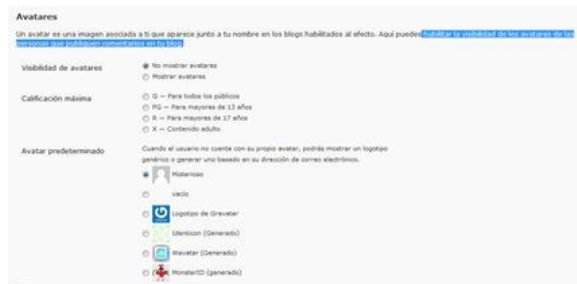 Avatares
Un avatar es una imagen asociada a ti que aparece junto a tu nombre en los blogs habilitados al efecto. Aquí puedes habilitar la visibilidad de los avatares de las
personas que publiquen comentarios en tu blog.
Visibilidad de avatares
No mostrar avatares
Mostrar avatares
Calificación máxima
G — Para todos los públicos
PG — Para mayores de 13 años
R — Para mayores de 17 años
X — Contenido adulto
Avatar predeterminado
Cuando el usuario no cuente con su propio avatar, podrás mostrar un logotipo
genérico o generar uno basado en su dirección de correo electrónico.
Misterioso
vacío
Logotipo de Gravatar
Identicon (Generado)
Wavatar (Generado)
MonsterID (generado)